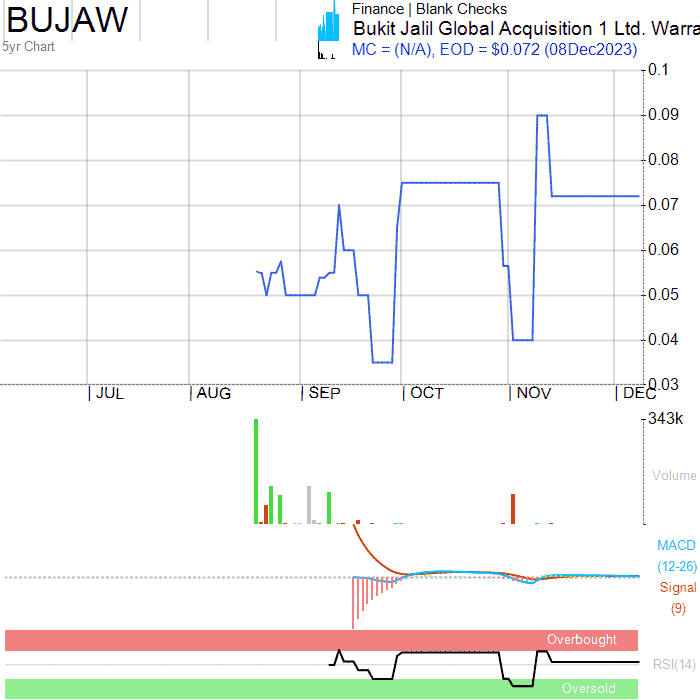 BUJAW
5yr Chart
Finance | Blank Checks
Bukit Jalil Global Acquisition 1 Ltd. Warra
MC = (N/A), EOD = $0.072 (08Dec2023)
0.1
0.09
0.08
0.07
0.06
0.05
0.04
0.03
JUL
AUG
SEP
OCT
NOV
DEC
343k
Volume
MACD
(12-26)
Signal
(9)
Overbought
RSI(14)
Oversold